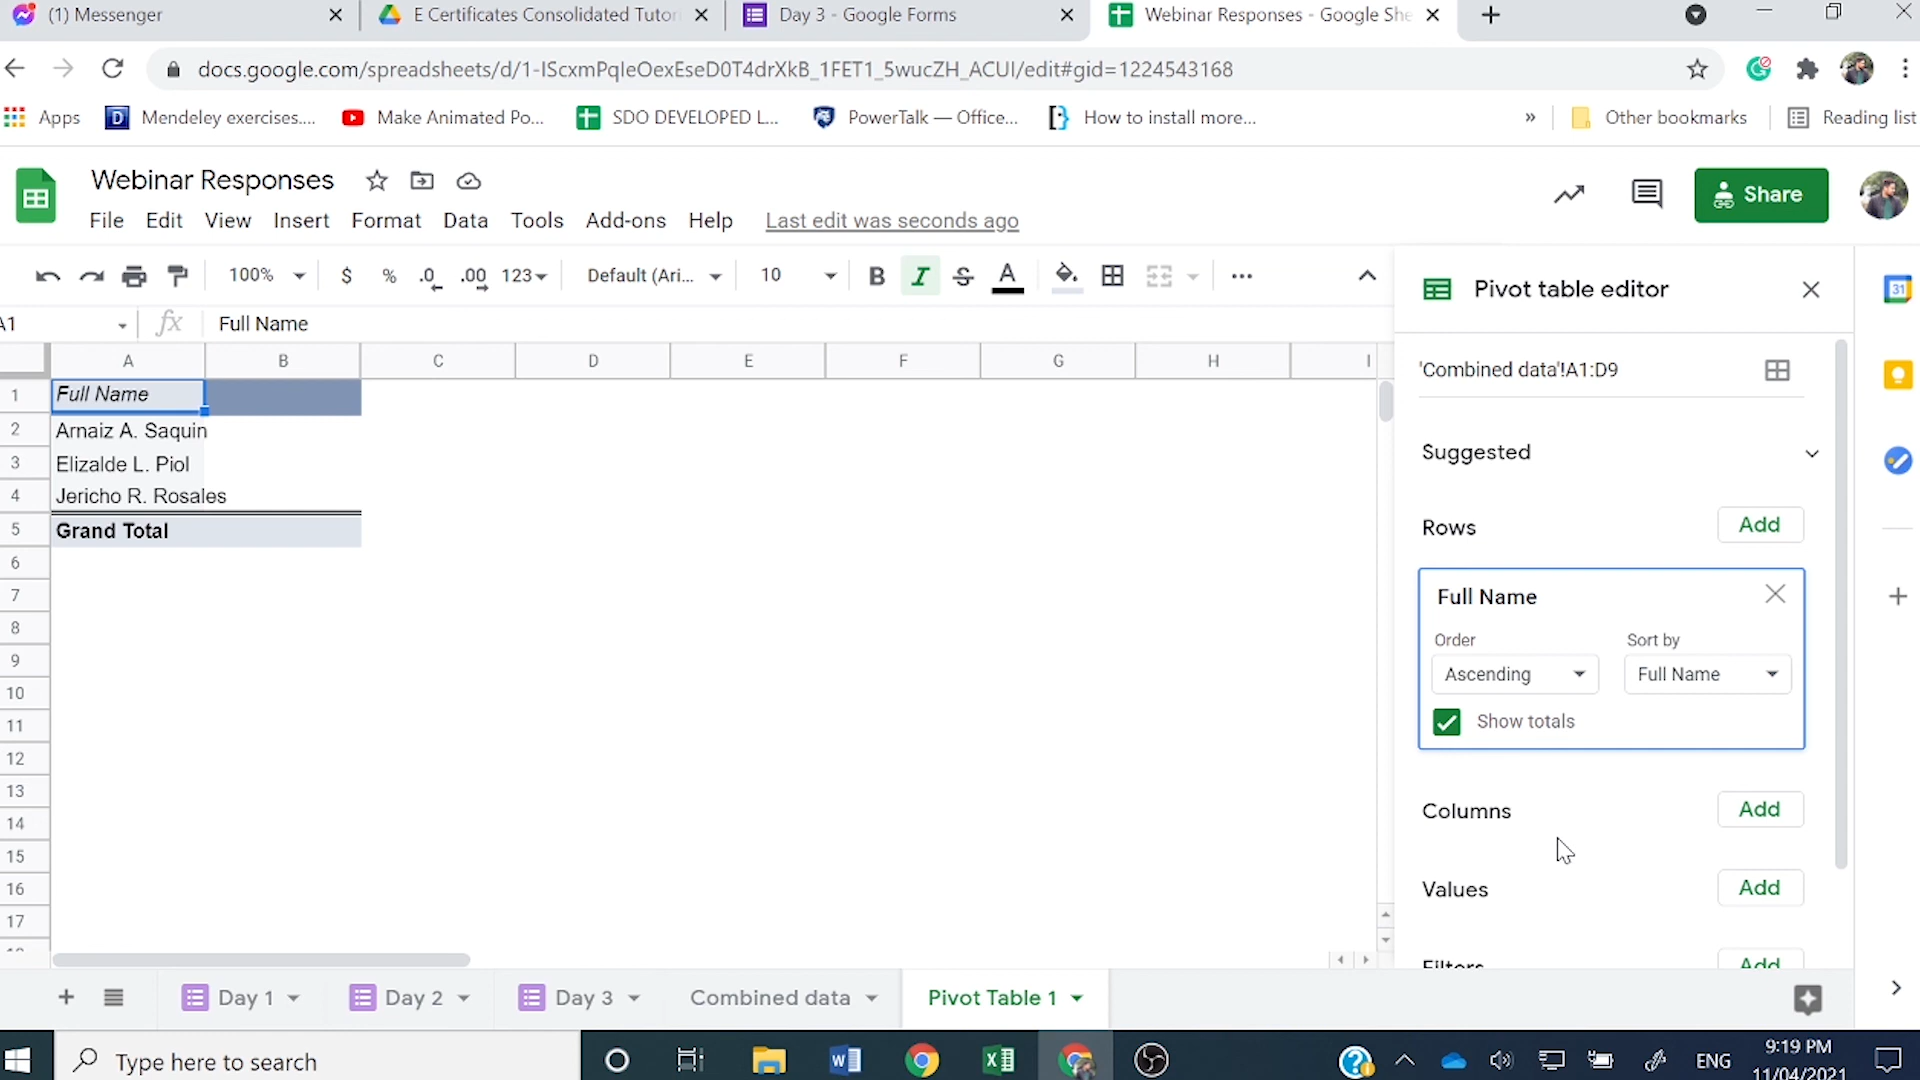 (1) Messenger
E Certificates Consolidated Tutor
Day 3 - Google Forms
Webinar Responses - Google She
docs.google.com/spreadsheets/d/1-IScxmPqIeOexEseD0T4drXkB_1FET1_5wucZH_ACUI/edit#gid=1224543168
Apps
Mendeley exercises....
Make Animated Po...
SDO DEVELOPED L...
PowerTalk — Office...
How to install more...
»
Other bookmarks
Reading list
Webinar Responses
File Edit View Insert Format Data Tools Add-ons Help Last edit was seconds ago
Share
100% $ % .0 .00 123 Default (Ari... 10 B I S A
A1 fx Full Name
A B C D E F G H I
1 Full Name
2 Arnaiz A. Saquin
3 Elizalde L. Piol
4 Jericho R. Rosales
5 Grand Total
6
7
8
9
10
11
12
13
14
15
16
17
Pivot table editor
'Combined data'!A1:D9
Suggested
Rows Add
Full Name
Order Sort by
Ascending Full Name
Show totals
Columns Add
Values Add
Filters Add
31
Day 1 Day 2 Day 3 Combined data Pivot Table 1
Type here to search
ENG
9:19 PM
11/04/2021